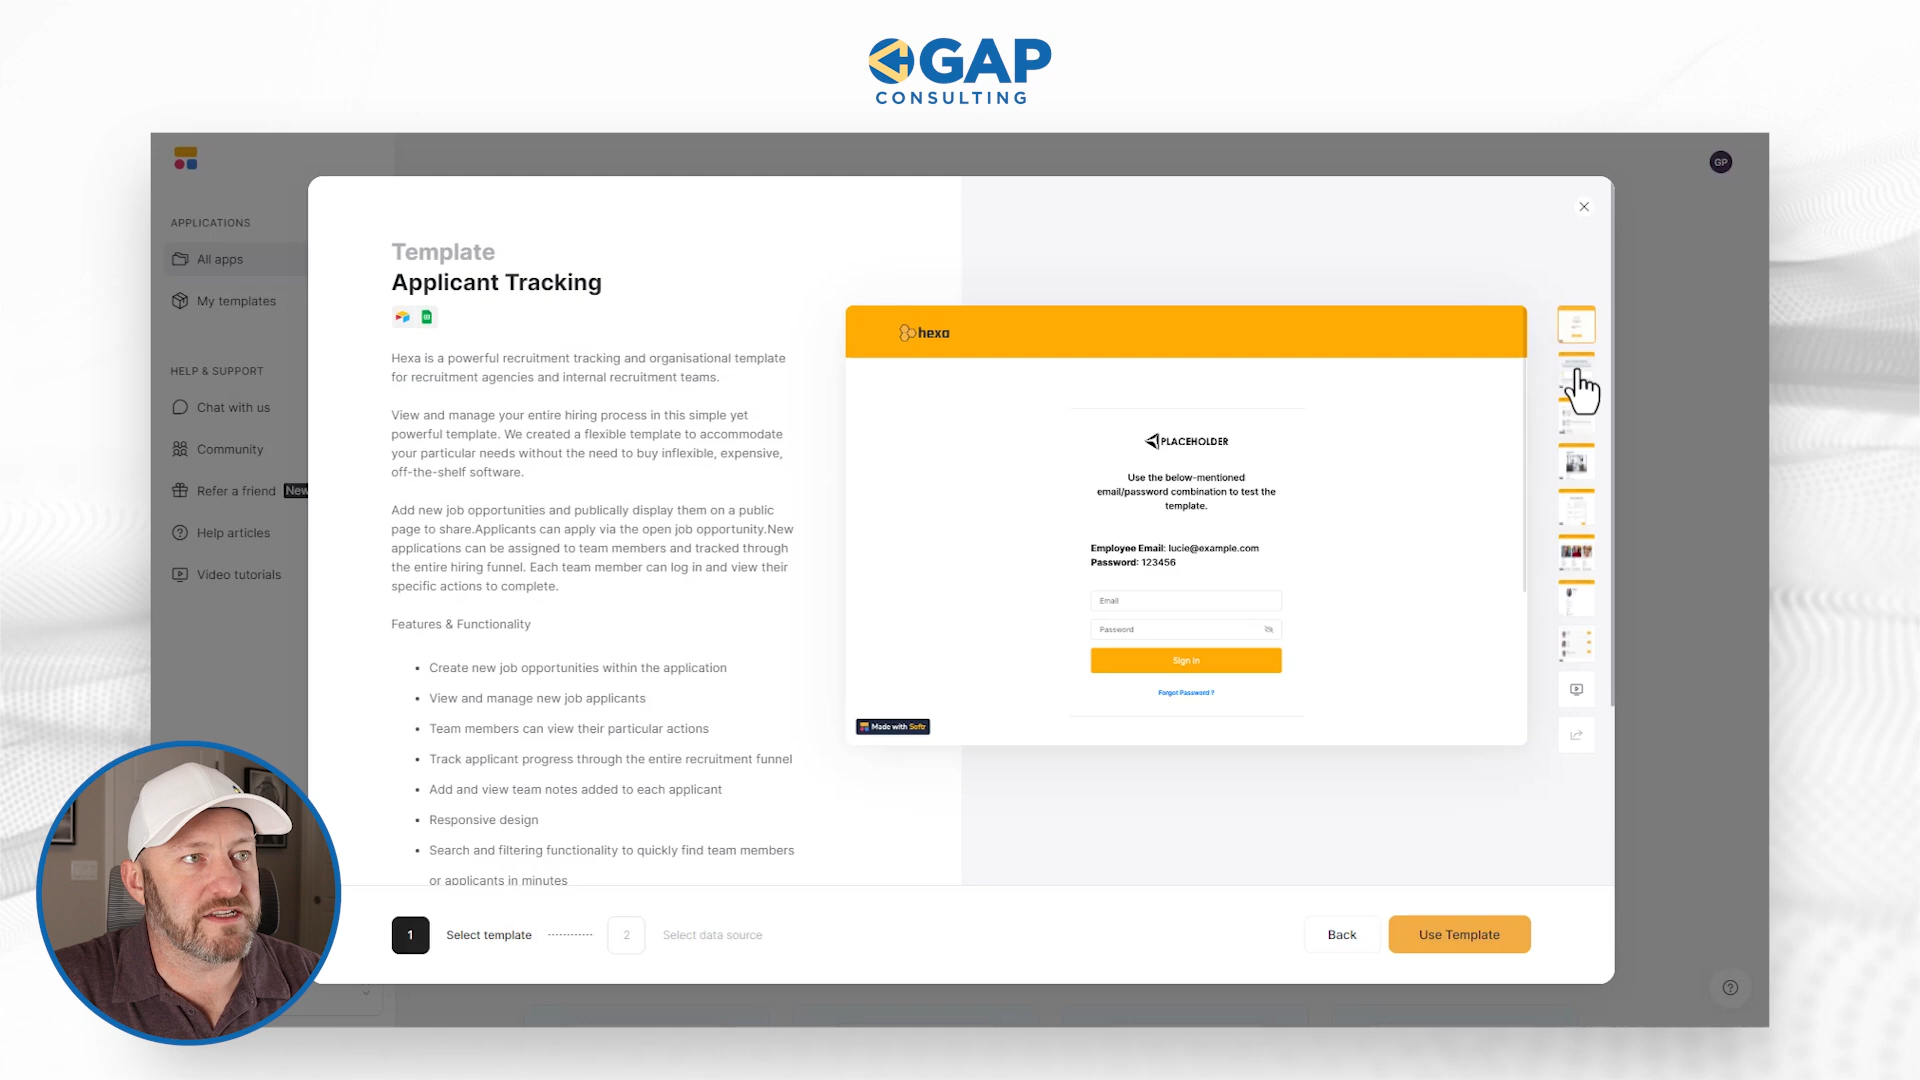 GAP
CONSULTING
GP
APPLICATIONS
All apps
My templates
HELP & SUPPORT
Chat with us
Community
Refer a friend New
Help articles
Video tutorials
Template
Applicant Tracking
Hexa is a powerful recruitment tracking and organisational template
for recruitment agencies and internal recruitment teams.
View and manage your entire hiring process in this simple yet
powerful template. We created a flexible template to accommodate
your particular needs without the need to buy inflexible, expensive,
off-the-shelf software.
Add new job opportunities and publically display them on a public
page to share.Applicants can apply via the open job opportunity.New
applications can be assigned to team members and tracked through
the entire hiring funnel. Each team member can log in and view their
specific actions to complete.
Features & Functionality
• Create new job opportunities within the application
• View and manage new job applicants
• Team members can view their particular actions
• Track applicant progress through the entire recruitment funnel
• Add and view team notes added to each applicant
• Responsive design
• Search and filtering functionality to quickly find team members
or applicants in minutes
hexa
PLACEHOLDER
Use the below-mentioned
email/password combination to test the
template.
Employee Email: lucie@example.com
Password: 123456
Email
Password
Sign in
Forgot Password ?
Made with Softr
1 Select template 2 Select data source
Back
Use Template